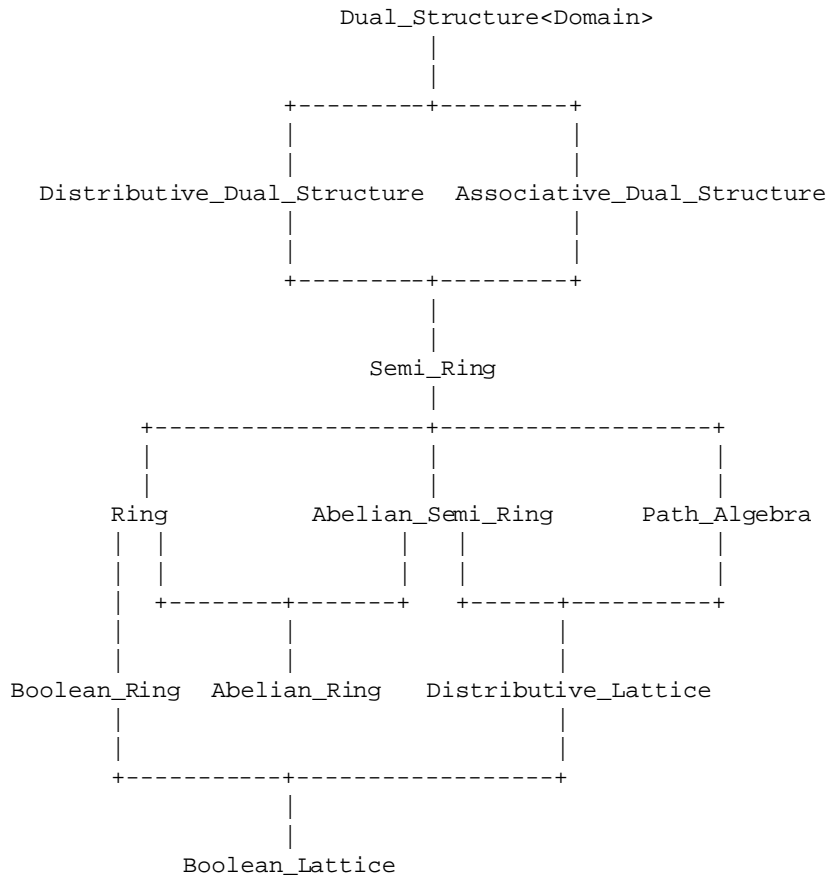 Dual_Structure<Domain>
Distributive_Dual_Structure Associative_Dual_Structure
Semi_Ring
Ring Abelian_Semi_Ring Path_Algebra
Boolean_Ring Abelian_Ring Distributive_Lattice
Boolean_Lattice